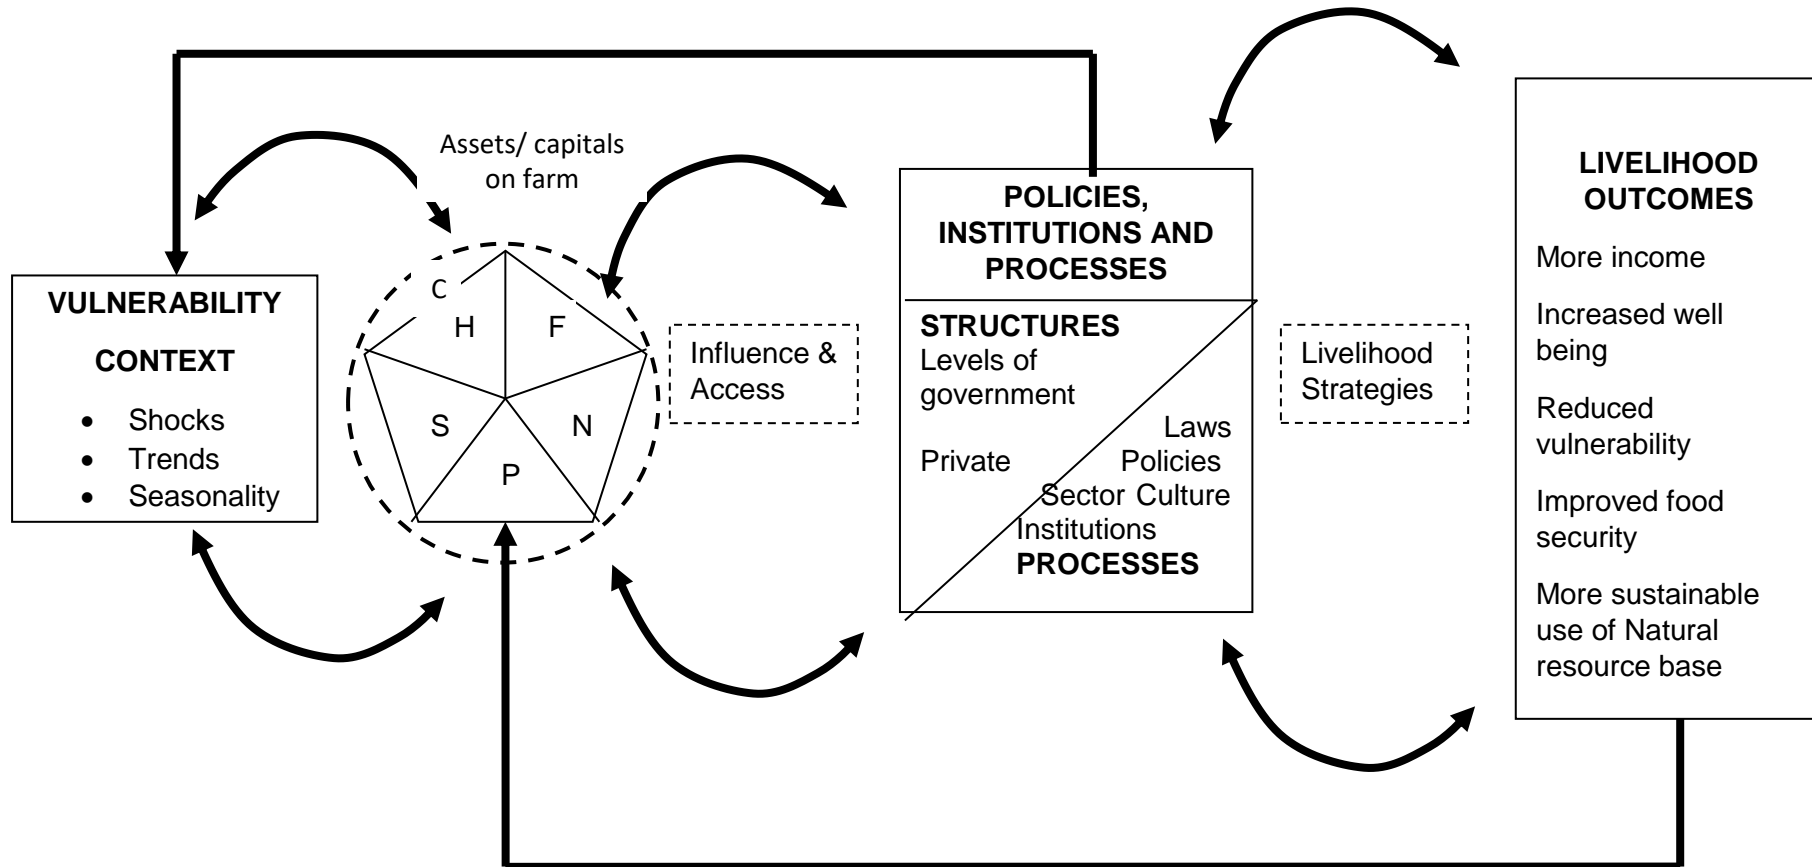 Assets/ capitals
on farm
VULNERABILITY
CONTEXT
• Shocks
• Trends
• Seasonality
C
H
F
S
N
P
Influence &
Access
POLICIES,
INSTITUTIONS AND
PROCESSES
STRUCTURES
Levels of
government
Private
Laws
Policies
Sector Culture
Institutions
PROCESSES
Livelihood
Strategies
LIVELIHOOD
OUTCOMES
More income
Increased well
being
Reduced
vulnerability
Improved food
security
More sustainable
use of Natural
resource base